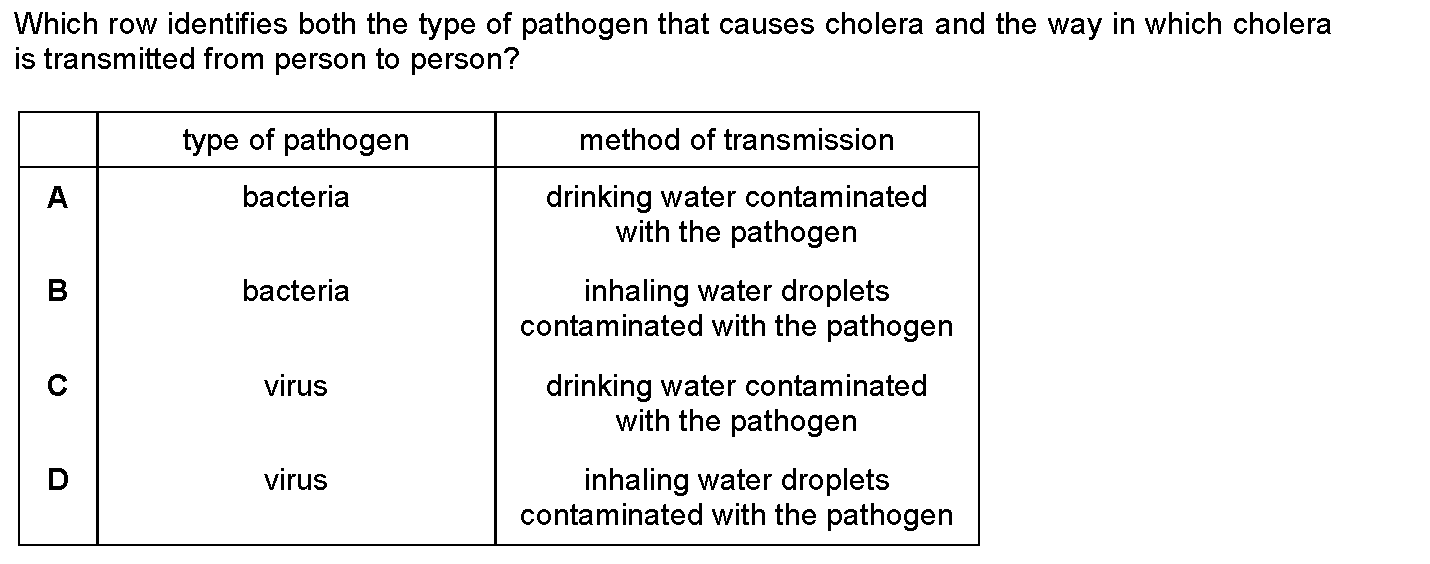 Which row identifies both the type of pathogen that causes cholera and the way in which cholera
is transmitted from person to person?
type of pathogen method of transmission
A bacteria drinking water contaminated
with the pathogen
B bacteria inhaling water droplets
contaminated with the pathogen
C virus drinking water contaminated
with the pathogen
D virus inhaling water droplets
contaminated with the pathogen